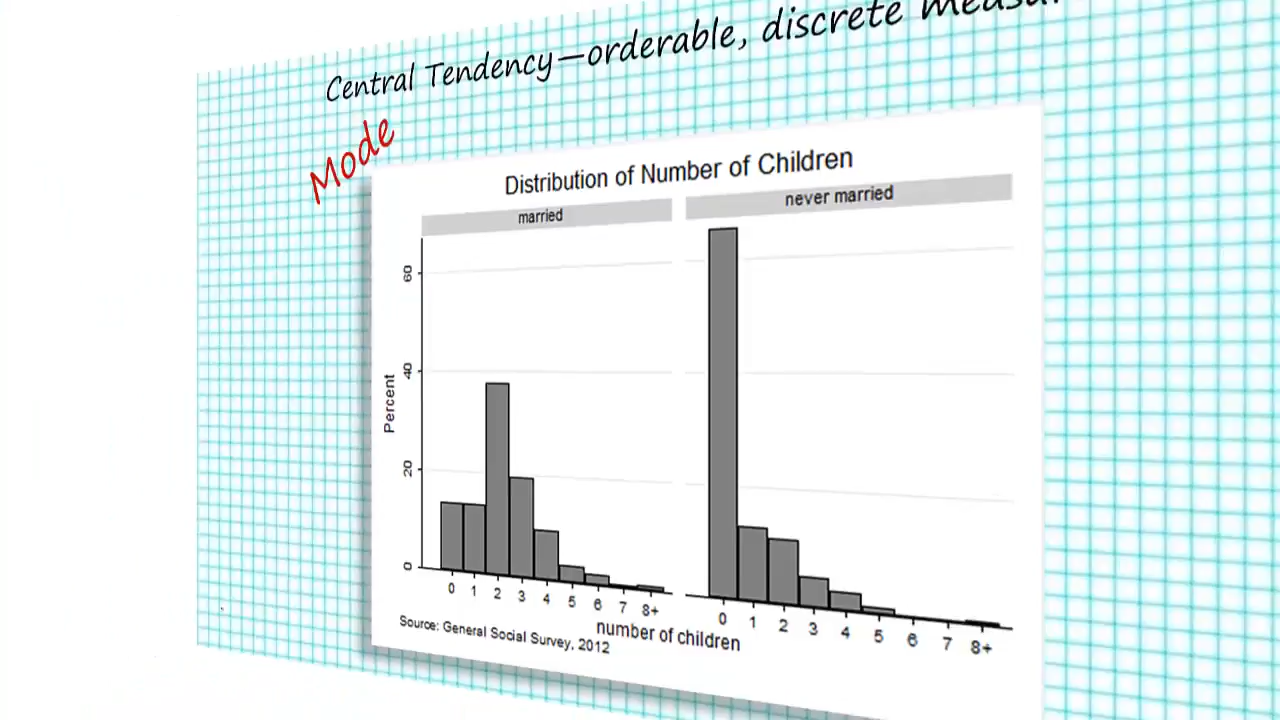 Central Tendency—orderable, discrete
Mode
Distribution of Number of Children
married
never married
60
40
20
0
Percent
0 1 2 3 4 5 6 7 8+
0 1 2 3 4 5 6 7 8+
number of children
Source: General Social Survey, 2012